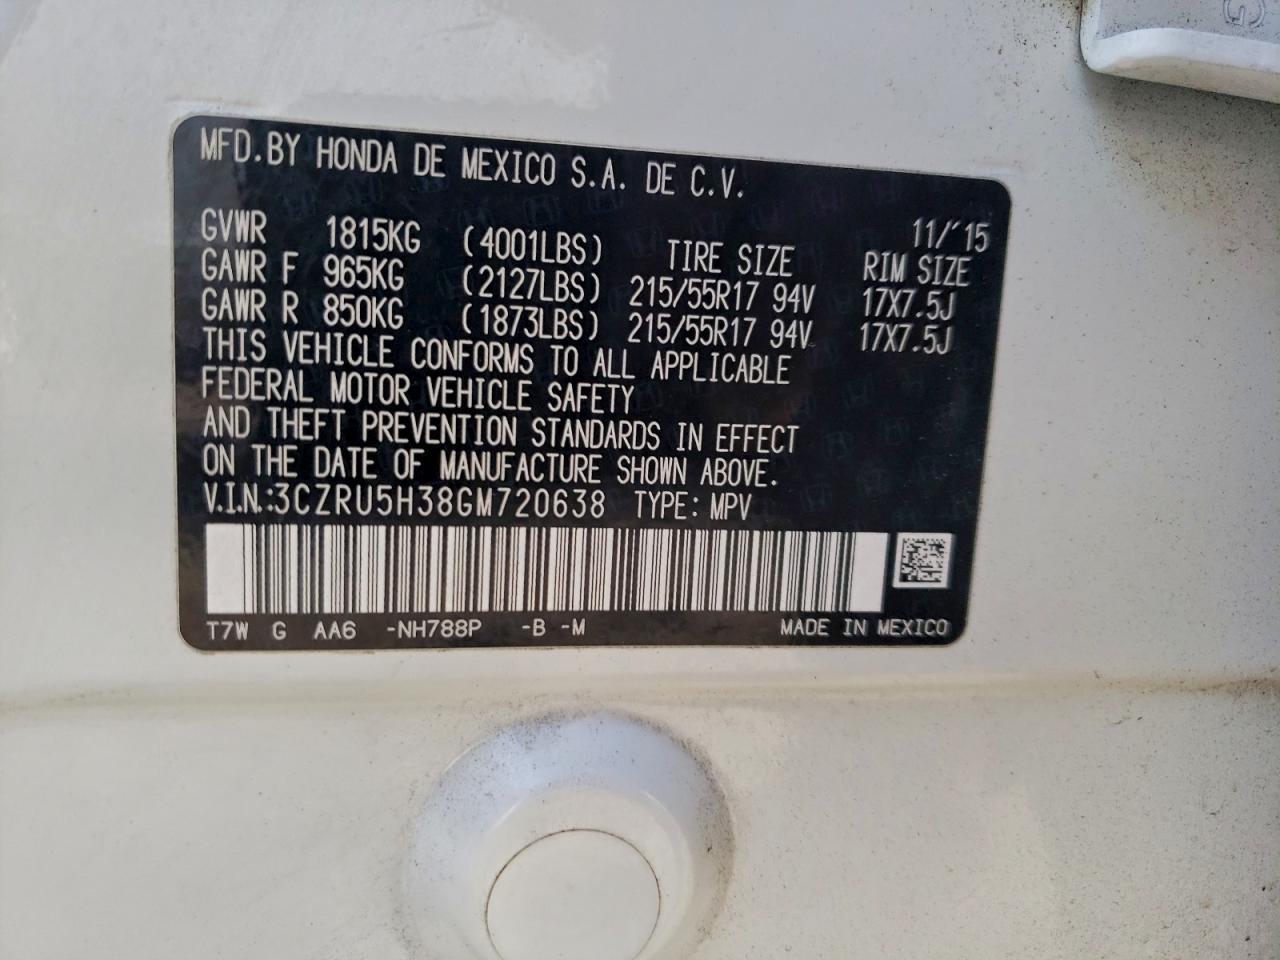 MFD.BY HONDA DE MEXICO S.A. DE C.V.
11/'15
GVWR 1815KG (4001LBS) TIRE SIZE RIM SIZE
GAWR F 965KG (2127LBS) 215/55R17 94V 17X7.5J
GAWR R 850KG (1873LBS) 215/55R17 94V 17X7.5J
THIS VEHICLE CONFORMS TO ALL APPLICABLE
FEDERAL MOTOR VEHICLE SAFETY
AND THEFT PREVENTION STANDARDS IN EFFECT
ON THE DATE OF MANUFACTURE SHOWN ABOVE.
V.I.N.:3CZRU5H38GM720638 TYPE: MPV
T7W G AA6 -NH788P -B -M MADE IN MEXICO